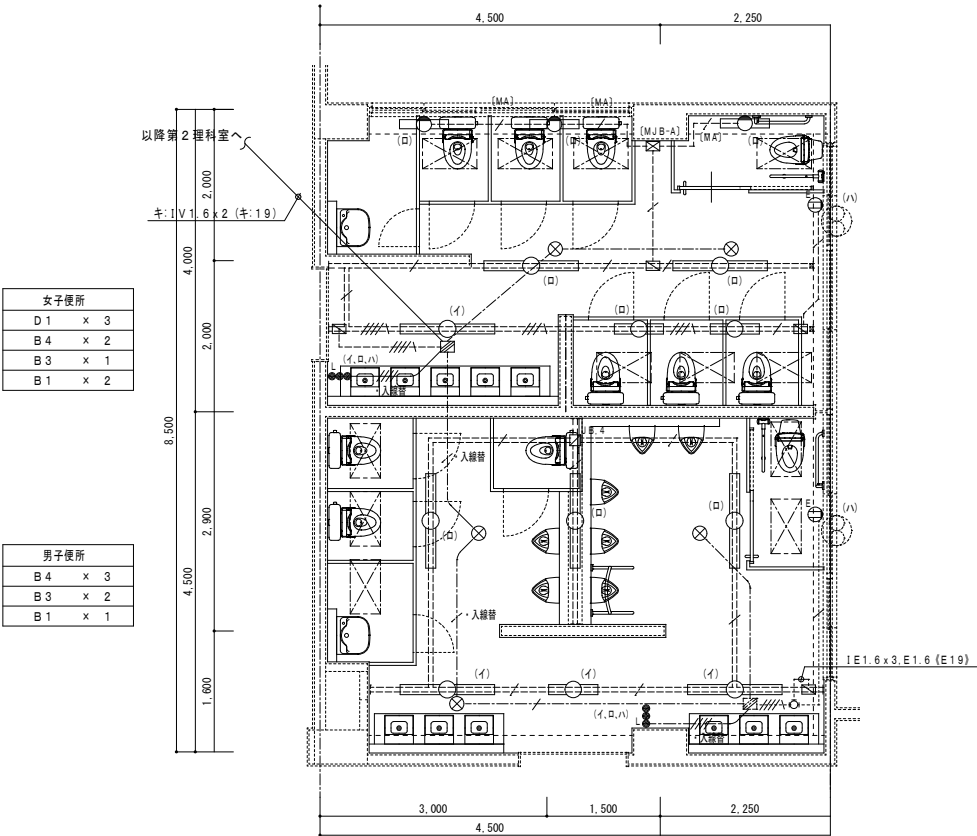 4,500
2,250
[MA]
[MA]
以降第2理科室へ
(ロ)
(ロ)
[MJB-A]
[MA]
(ロ)
2,000
E
(ハ)
キ:IV1.6x2 (キ:19)
4,000
(ロ)
(ロ)
女子便所
D1 × 3
B4 × 2
B3 × 1
B1 × 2
(イ)
(ロ)
(ロ)
2,000
(イ、ロ、ハ)
L
・入線替
8,500
JB.4
・入線替
(ロ)
(ロ)
(ロ)
E
(ハ)
2,900
男子便所
B4 × 3
B3 × 2
B1 × 1
4,500
・入線替
IE1.6x3,E1.6 (E19)
(イ)
(イ)
(イ)
1,600
(イ、ロ、ハ)
L
・入線替
3,000
1,500
2,250
4,500